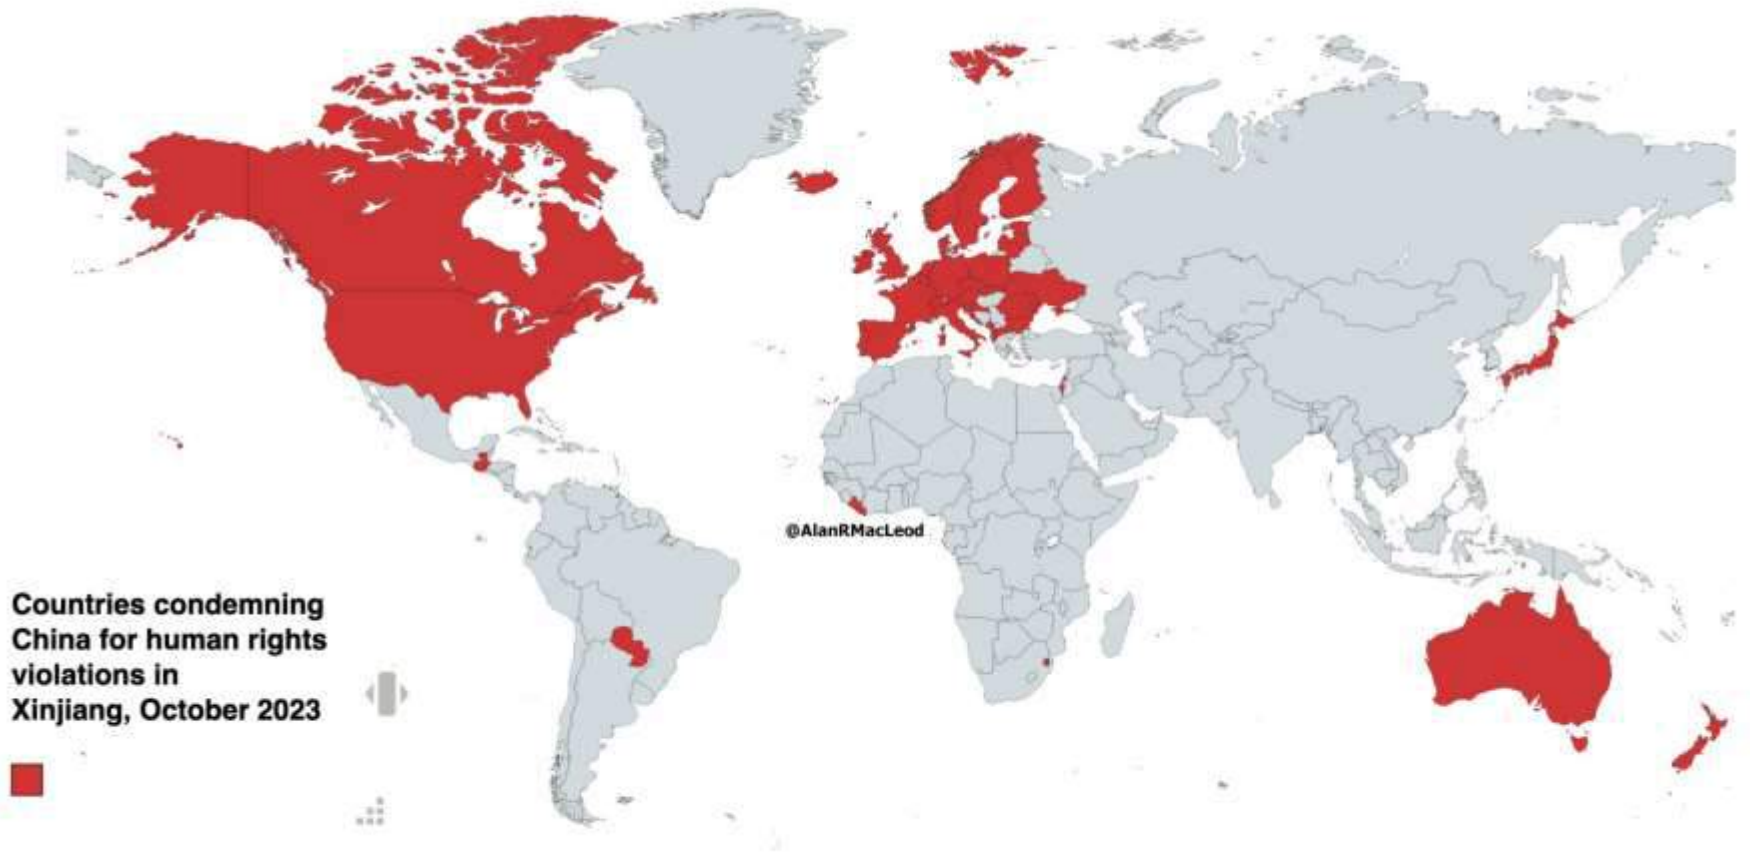 @AlanRMacLeod
Countries condemning
China for human rights
violations in
Xinjiang, October 2023